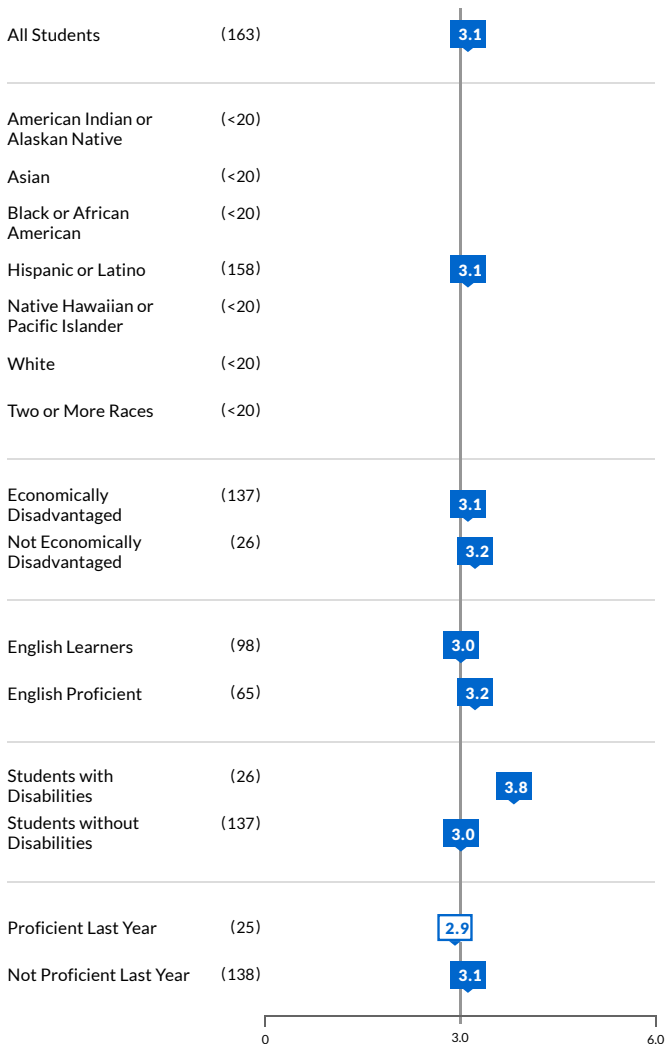 All Students (163) 3.1
American Indian or (<20)
Alaskan Native
Asian (<20)
Black or African (<20)
American
Hispanic or Latino (158) 3.1
Native Hawaiian or (<20)
Pacific Islander
White (<20)
Two or More Races (<20)
Economically (137) 3.1
Disadvantaged
Not Economically (26) 3.2
Disadvantaged
English Learners (98) 3.0
English Proficient (65) 3.2
Students with (26) 3.8
Disabilities
Students without (137) 3.0
Disabilities
Proficient Last Year (25) 2.9
Not Proficient Last Year (138) 3.1
0 3.0 6.0